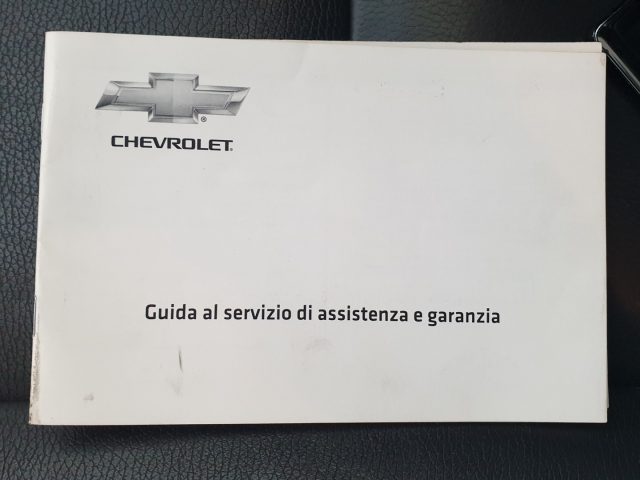 CHEVROLET
Guida al servizio di assistenza e garanzia